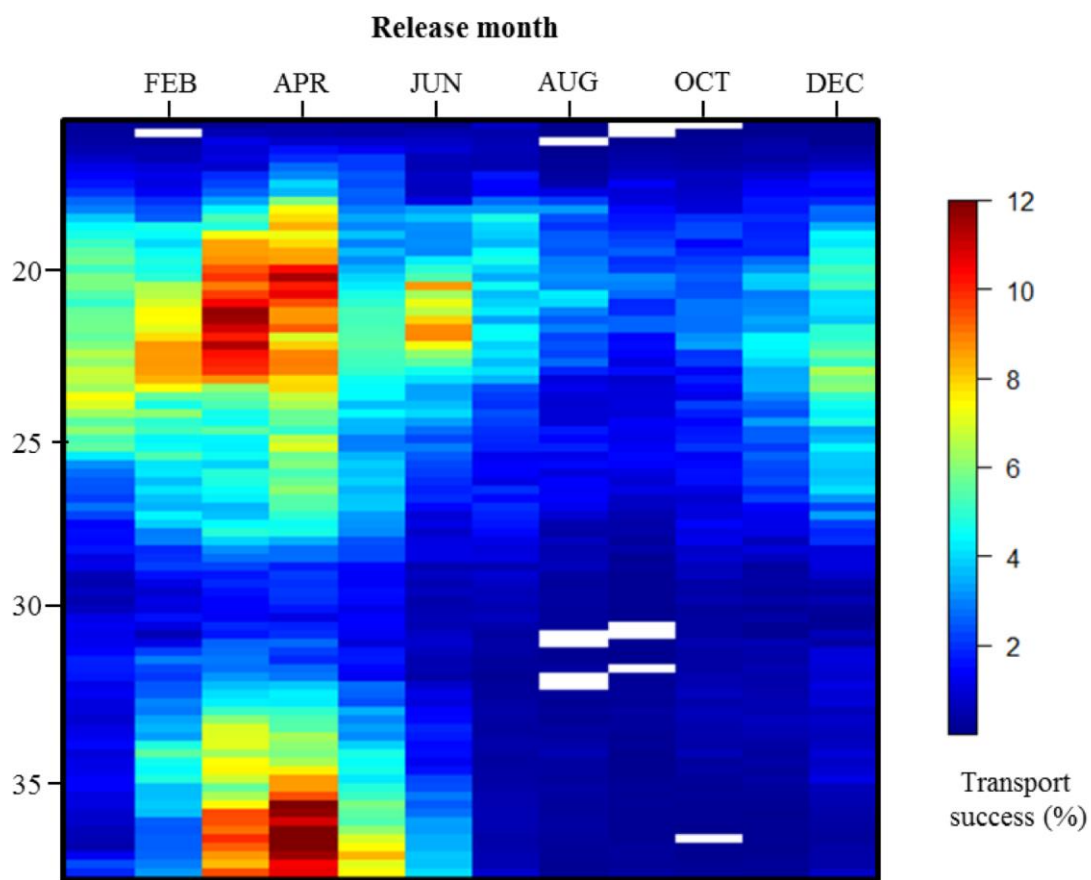 Release month
FEB APR JUN AUG OCT DEC
20
25
30
35
12
10
8
6
4
2
Transport
success (%)